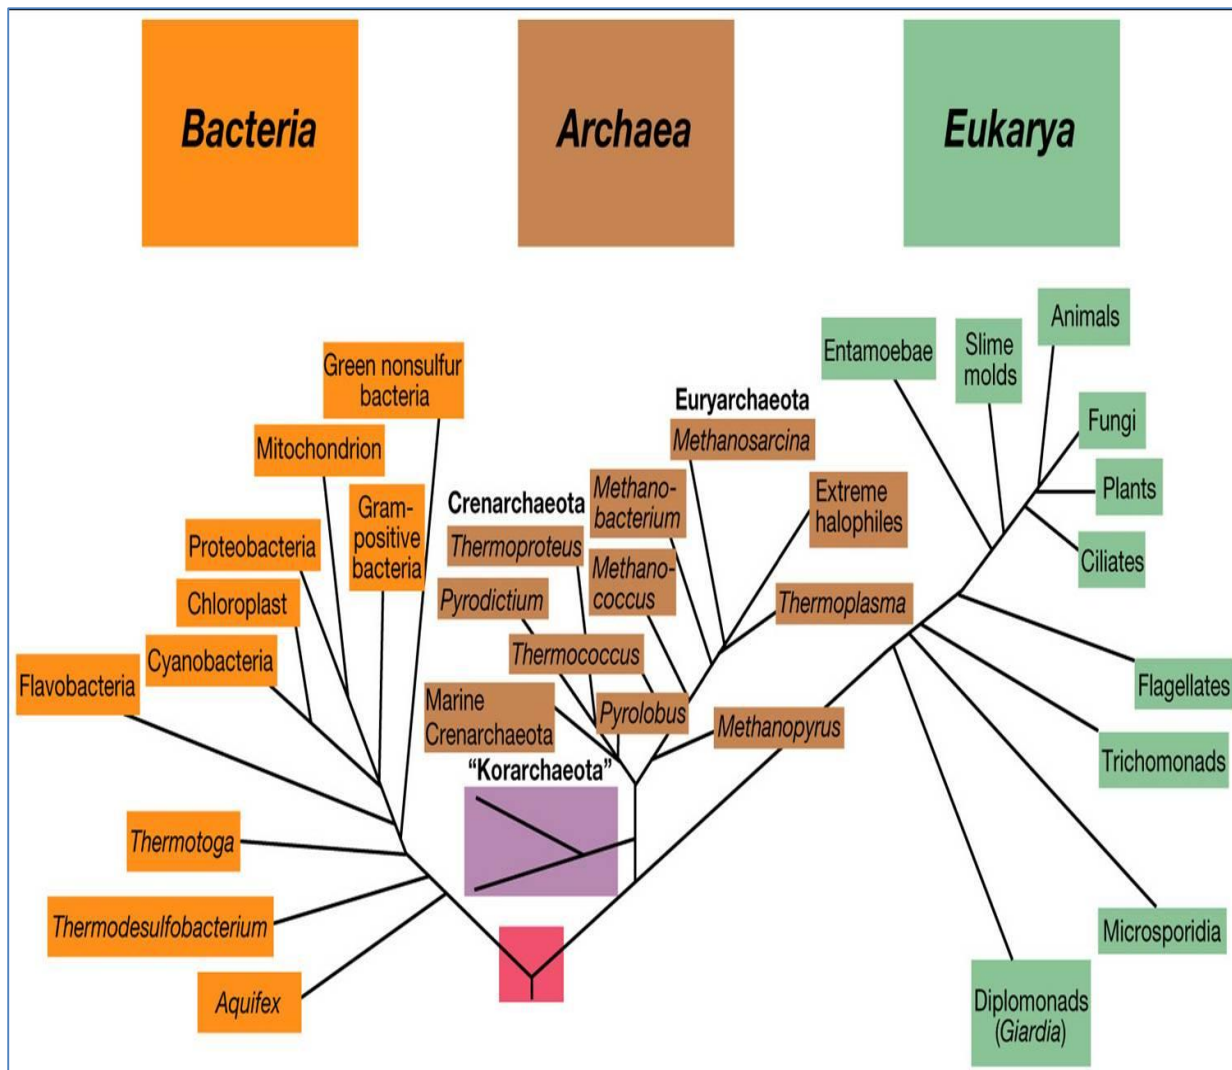 Bacteria
Archaea
Eukarya
Green nonsulfur
bacteria
Mitochondrion
Gram-
positive
bacteria
Proteobacteria
Chloroplast
Cyanobacteria
Flavobacteria
Thermotoga
Thermodesulfobacterium
Aquifex
Crenarchaeota
Thermoproteus
Pyrodictium
Thermococcus
Marine
Crenarchaeota
Pyrolobus
"Korarchaeota"
Euryarchaeota
Methanosarcina
Methano-
bacterium
Methano-
coccus
Extreme
halophiles
Thermoplasma
Methanopyrus
Entamoebae
Slime
molds
Animals
Fungi
Plants
Ciliates
Flagellates
Trichomonads
Microsporidia
Diplomonads
(Giardia)